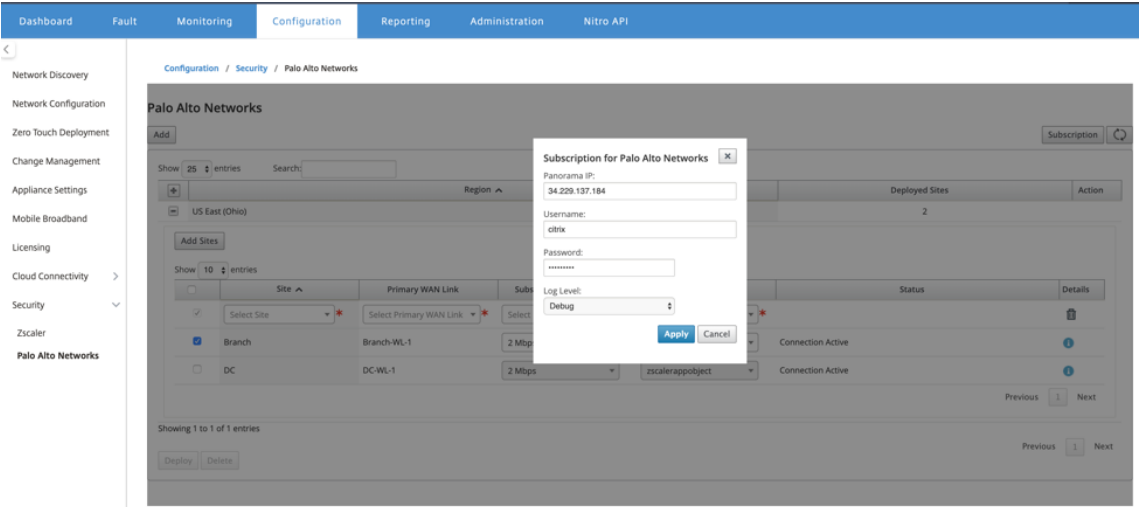 Dashboard Fault Monitoring Configuration Reporting Administration Nitro API
Network Discovery
Network Configuration
Zero Touch Deployment
Change Management
Appliance Settings
Mobile Broadband
Licensing
Cloud Connectivity
Security
Zscaler
Palo Alto Networks
Configuration / Security / Palo Alto Networks
Palo Alto Networks
Add Subscription
Show 25 entries Search:
Region Deployed Sites Action
US East (Ohio) 2
Add Sites
Show 10 entries
Site Primary WAN Link Subs Status Details
Select Site * Select Primary WAN Link * Select *
Branch Branch-WL-1 2 Mbp Connection Active
DC DC-WL-1 2 Mbps zscalerappobject Connection Active
Previous 1 Next
Showing 1 to 1 of 1 entries
Previous 1 Next
Deploy Delete
Subscription for Palo Alto Networks x
Panorama IP:
34.229.137.184
Username:
citrix
Password:
•••••••••
Log Level:
Debug
Apply Cancel